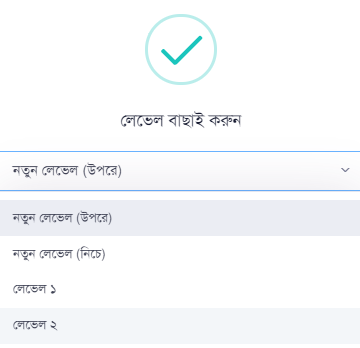 লেভেল বাছাই করুন
নতুন লেভেল (উপরে)
নতুন লেভেল (উপরে)
নতুন লেভেল (নিচে)
লেভেল ১
লেভেল ২